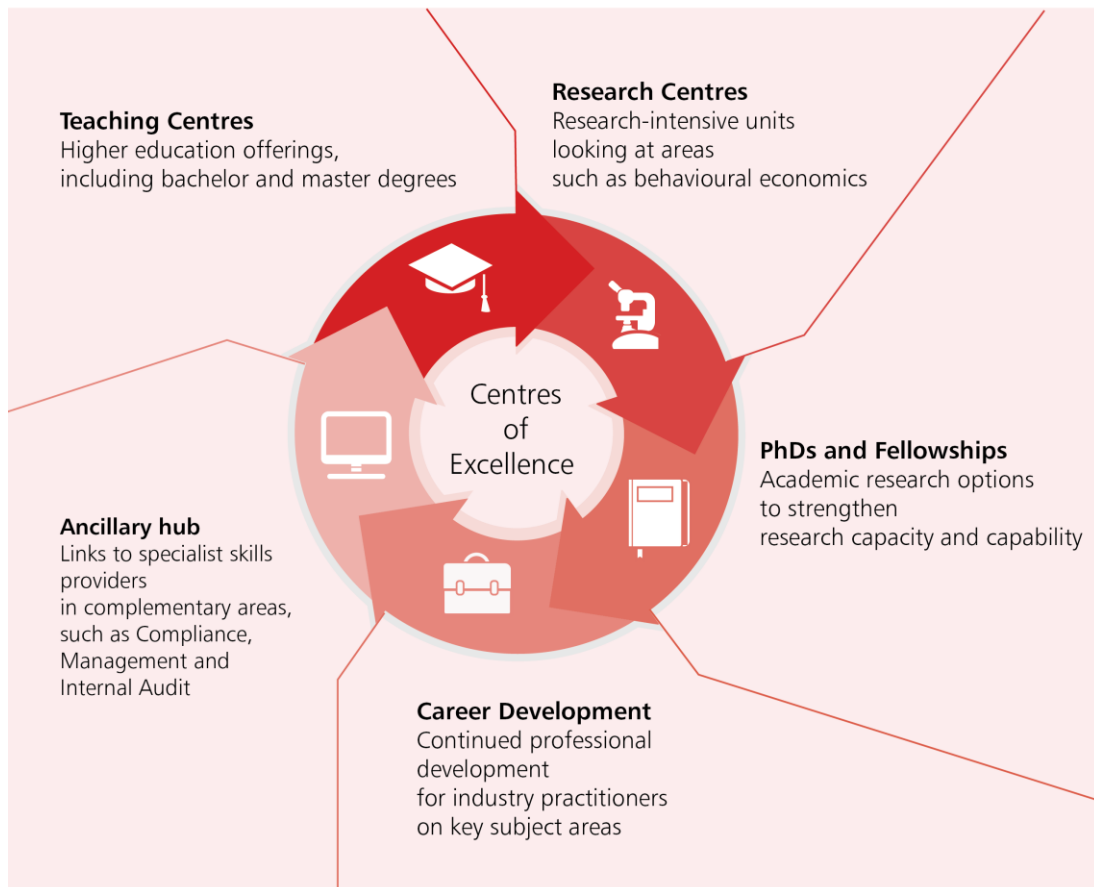 Teaching Centres
Higher education offerings,
including bachelor and master degrees
Research Centres
Research-intensive units
looking at areas
such as behavioural economics
Centres
of
Excellence
PhDs and Fellowships
Academic research options
to strengthen
research capacity and capability
Career Development
Continued professional
development
for industry practitioners
on key subject areas
Ancillary hub
Links to specialist skills
providers
in complementary areas,
such as Compliance,
Management and
Internal Audit